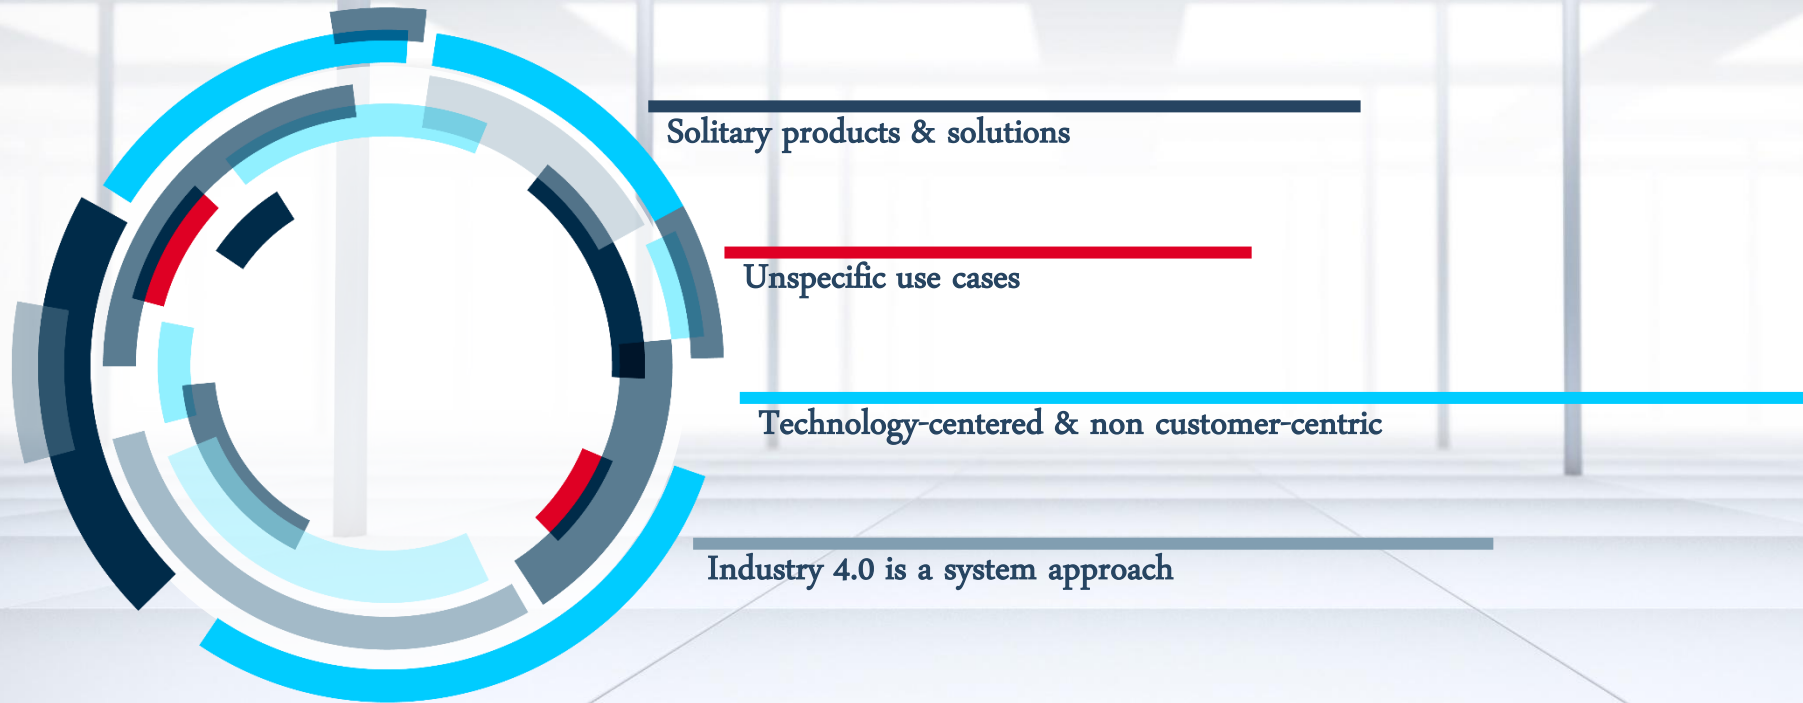 Solitary products & solutions
Unspecific use cases
Technology-centered & non customer-centric
Industry 4.0 is a system approach